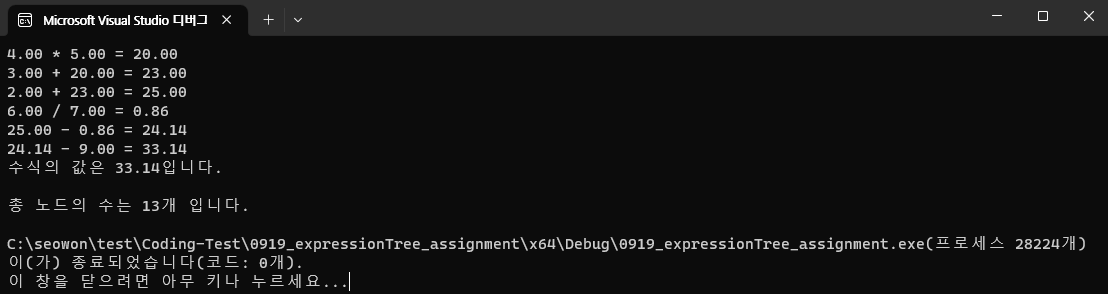 Microsoft Visual Studio 디버그
4.00 * 5.00 = 20.00
3.00 + 20.00 = 23.00
2.00 + 23.00 = 25.00
6.00 / 7.00 = 0.86
25.00 - 0.86 = 24.14
24.14 - 9.00 = 33.14
수식의 값은 33.14입니다.
총 노드의 수는 13개 입니다.
C:\seowon\test\Coding-Test\0919_expressionTree_assignment\x64\Debug\0919_expressionTree_assignment.exe(프로세스 28224개)
이(가) 종료되었습니다(코드: 0개).
이 창을 닫으려면 아무 키나 누르세요...